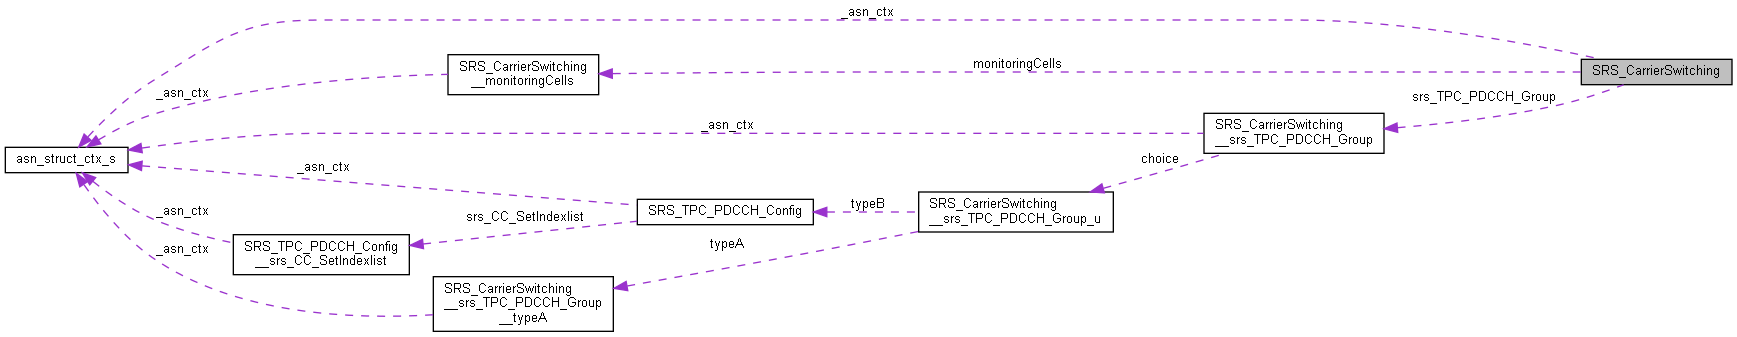 _asn_ctx
SRS_CarrierSwitching
__monitoringCells
monitoringCells
SRS_CarrierSwitching
_asn_ctx
srs_TPC_PDCCH_Group
_asn_ctx
SRS_CarrierSwitching
__srs_TPC_PDCCH_Group
asn_struct_ctx_s
_asn_ctx
choice
SRS_TPC_PDCCH_Config
typeB
SRS_CarrierSwitching
__srs_TPC_PDCCH_Group_u
_asn_ctx
srs_CC_SetIndexlist
SRS_TPC_PDCCH_Config
__srs_CC_SetIndexlist
typeA
_asn_ctx
SRS_CarrierSwitching
__srs_TPC_PDCCH_Group
__typeA